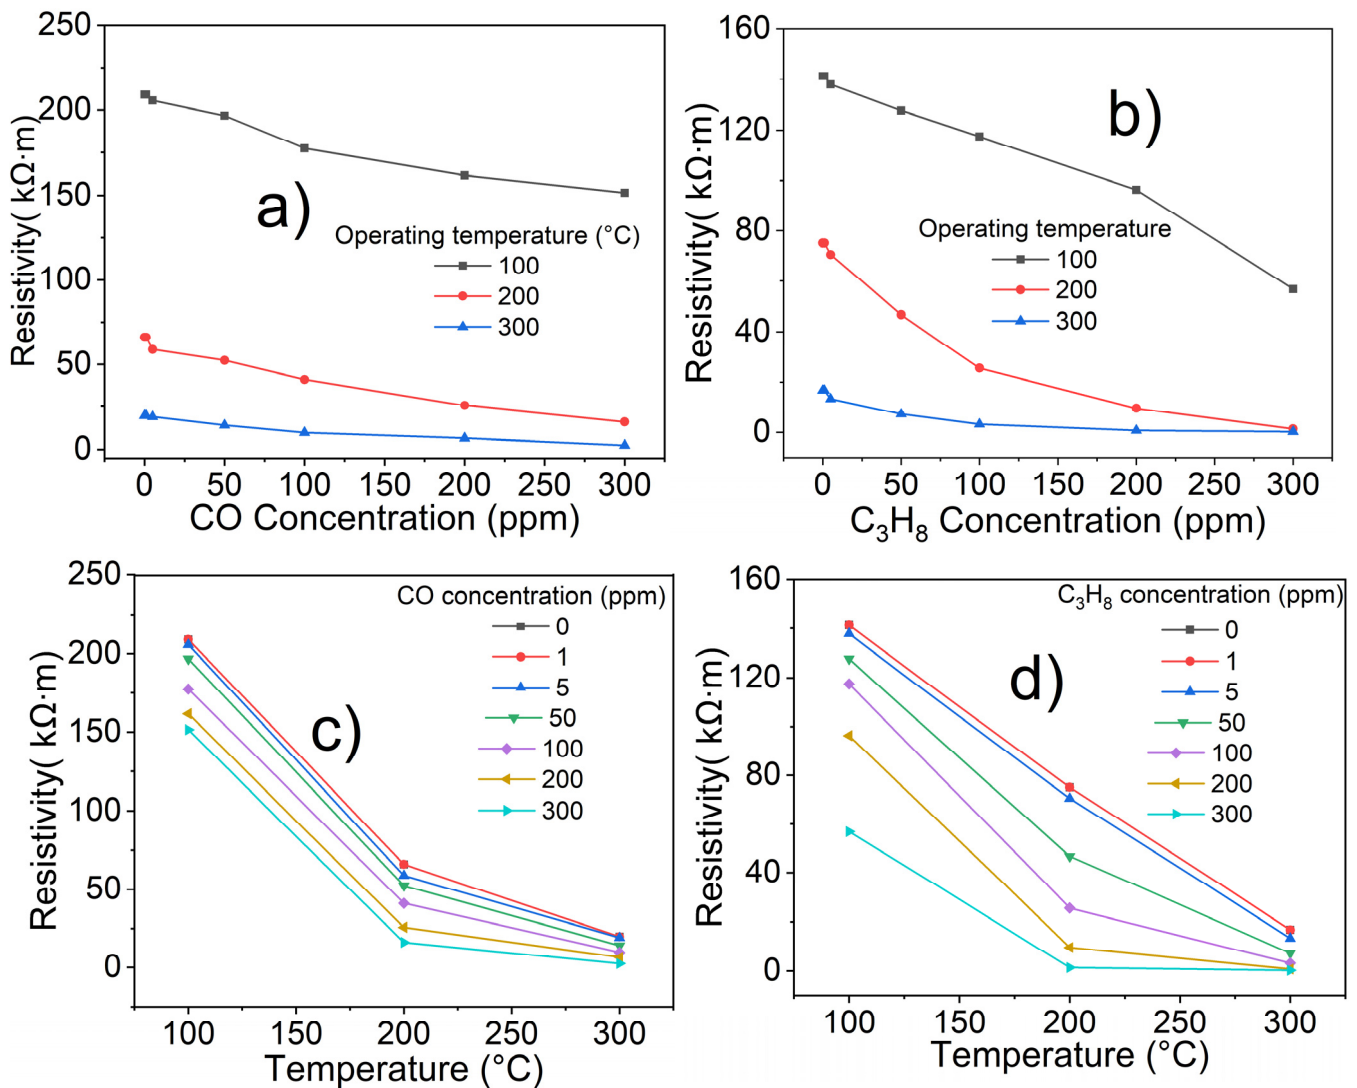 250
200
150
100
50
0
Resistivity( kΩ·m)
a)
Operating temperature (°C)
100
200
300
0 50 100 150 200 250 300
CO Concentration (ppm)
160
120
80
40
0
Resistivity( kΩ·m)
b)
Operating temperature
100
200
300
0 50 100 150 200 250 300
C₃H₈ Concentration (ppm)
250
200
150
100
50
0
Resistivity( kΩ·m)
c)
CO concentration (ppm)
0
1
5
50
100
200
300
100 150 200 250 300
Temperature (°C)
160
120
80
40
0
Resistivity( kΩ·m)
d)
C₃H₈ concentration (ppm)
0
1
5
50
100
200
300
100 150 200 250 300
Temperature (°C)